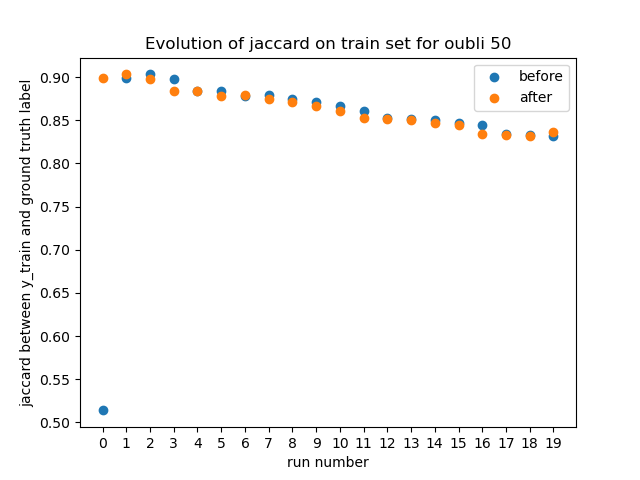 Evolution of jaccard on train set for oubli 50
before
after
jaccard between y_train and ground truth label
0.90
0.85
0.80
0.75
0.70
0.65
0.60
0.55
0.50
0 1 2 3 4 5 6 7 8 9 10 11 12 13 14 15 16 17 18 19
run number